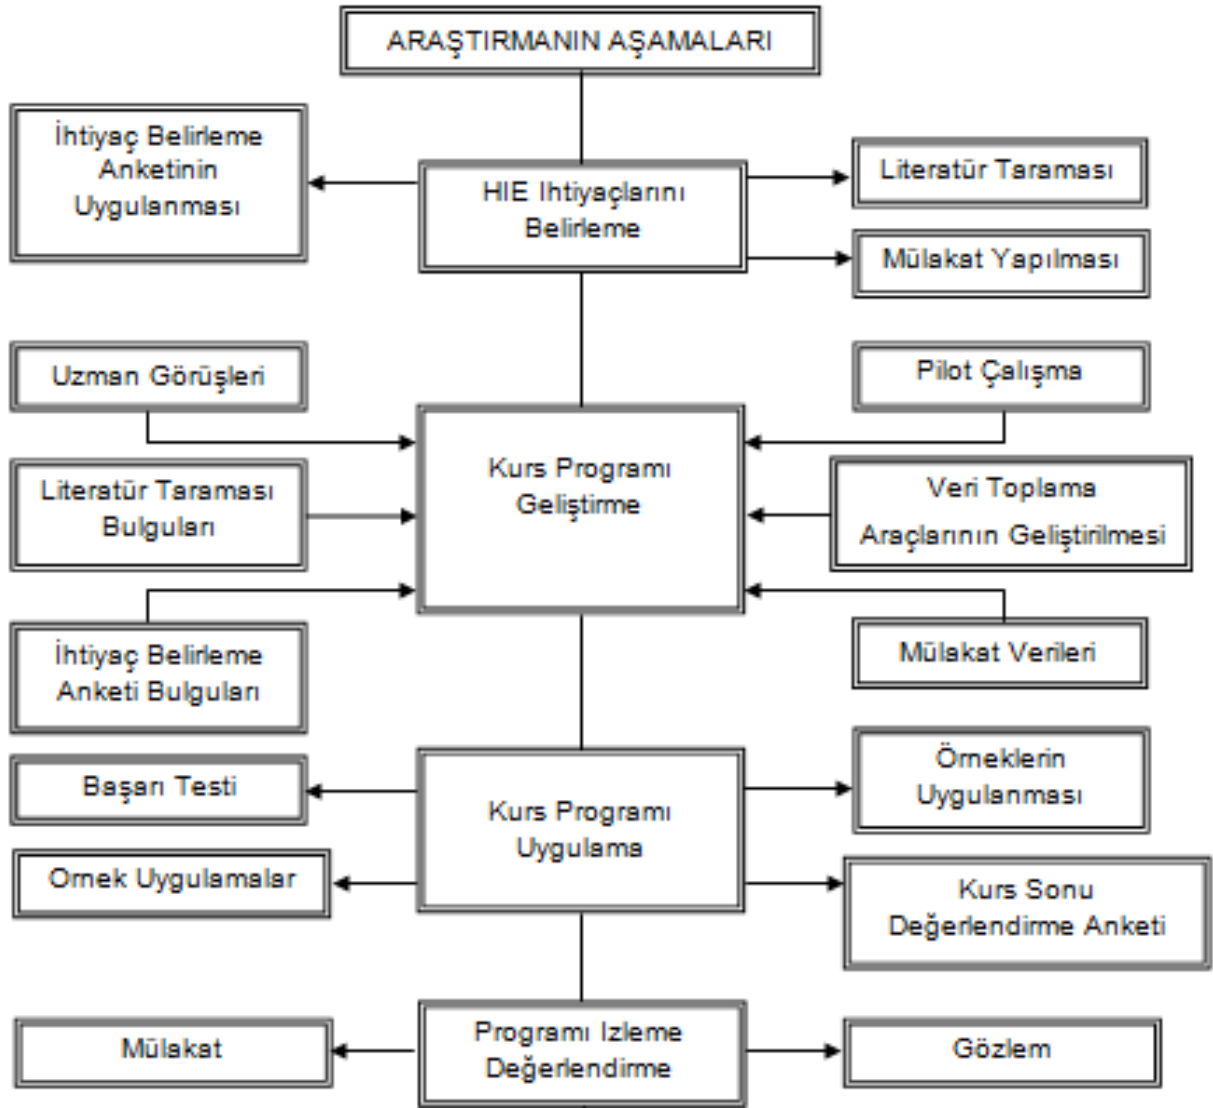 ARAŞTIRMANIN AŞAMALARI
İhtiyaç Belirleme
Anketinin
Uygulanması
HIE Ihtiyaçlarını
Belirleme
Literatür Taraması
Mülakat Yapılması
Uzman Görüşleri
Pilot Çalışma
Literatür Taraması
Bulguları
Kurs Programı
Geliştirme
Veri Toplama
Araçlarının Geliştirilmesi
İhtiyaç Belirleme
Anketi Bulguları
Mülakat Verileri
Başarı Testi
Kurs Programı
Uygulama
Örneklerin
Uygulanması
Ornek Uygulamalar
Kurs Sonu
Değerlendirme Anketi
Mülakat
Programı Izleme
Değerlendirme
Gözlem